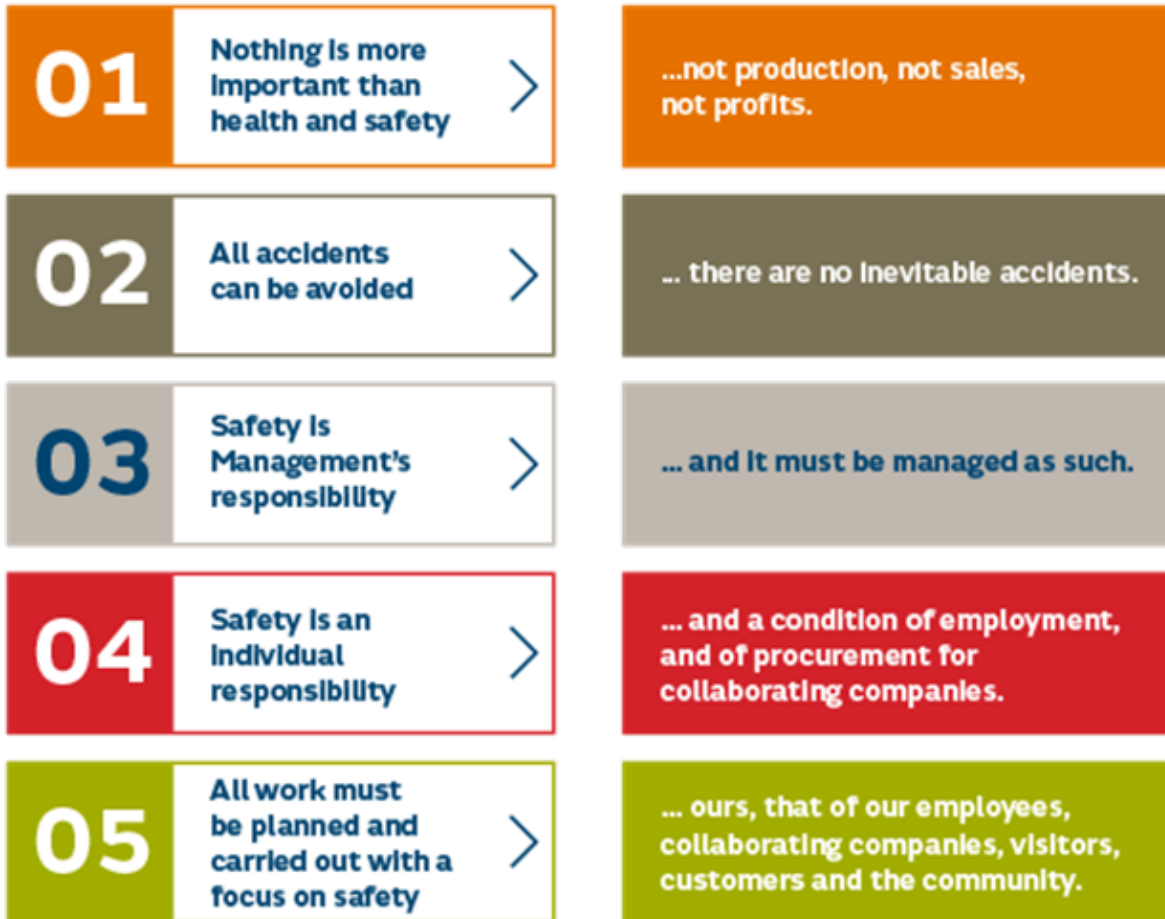 01
Nothing is more
important than
health and safety
...not production, not sales,
not profits.
02
All accidents
can be avoided
... there are no inevitable accidents.
03
Safety is
Management's
responsibility
... and it must be managed as such.
04
Safety is an
individual
responsibility
... and a condition of employment,
and of procurement for
collaborating companies.
05
All work must
be planned and
carried out with a
focus on safety
... ours, that of our employees,
collaborating companies, visitors,
customers and the community.